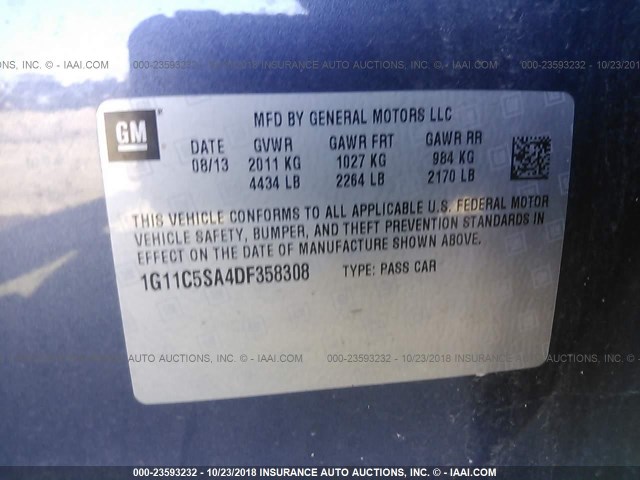 UCTIONS, INC. - © IAAI.COM
000-23593232 - 10/23/2018 INSURANCE AUTO AUCTIONS, INC. - © IAAI.COM
000-23593232 - 10/23/2018 INSUR
GM
MFD BY GENERAL MOTORS LLC
DATE GVWR GAWR FRT GAWR RR
08/13 2011 KG 1027 KG 984 KG
4434 LB 2264 LB 2170 LB
THIS VEHICLE CONFORMS TO ALL APPLICABLE U.S. FEDERAL MOTOR
VEHICLE SAFETY, BUMPER, AND THEFT PREVENTION STANDARDS IN
EFFECT ON THE DATE OF MANUFACTURE SHOWN ABOVE.
1G11C5SA4DF358308 TYPE: PASS CAR
AUTO AUCTIONS, INC. - © IAAI.COM
000-23593232 - 10/23/2018 INSURANCE AUTO AUCTIONS, INC. - © IAAI.COM
000-23593232 - 10/23/2018 INSURANCE AUTO AUCTIONS, INC. - © IAAI.COM